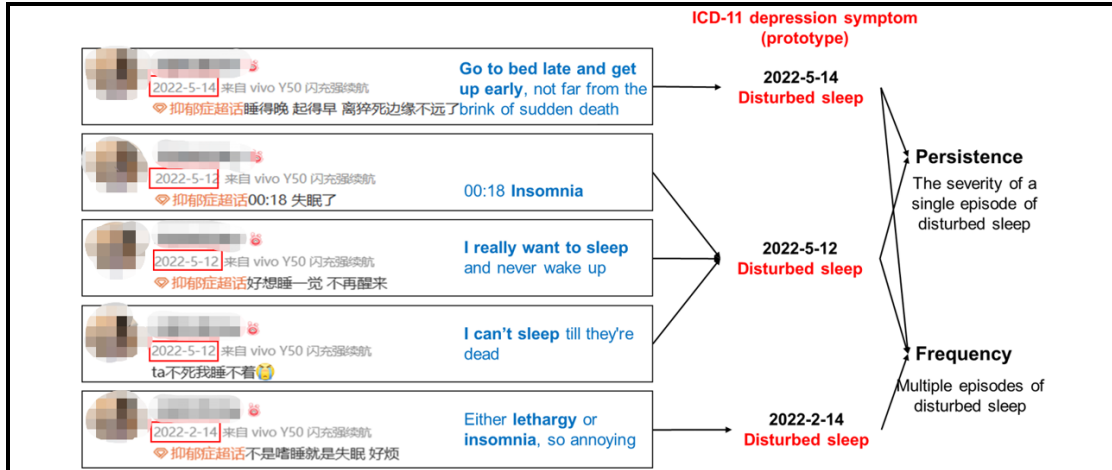 ICD-11 depression symptom
(prototype)
2022-5-14 来自 vivo Y50 闪充强续航
抑郁症超话睡得晚 起得早 离猝死边缘不远了
Go to bed late and get
up early, not far from the
brink of sudden death
2022-5-14
Disturbed sleep
2022-5-12 来自 vivo Y50 闪充强续航
抑郁症超话00:18 失眠了
00:18 Insomnia
2022-5-12 来自 vivo Y50 闪充强续航
抑郁症超话好想睡一觉 不再醒来
I really want to sleep
and never wake up
2022-5-12
Disturbed sleep
2022-5-12 来自 vivo Y50 闪充强续航
ta不死我睡不着
I can't sleep till they're
dead
2022-2-14 来自 vivo Y50 闪充强续航
抑郁症超话不是嗜睡就是失眠 好烦
Either lethargy or
insomnia, so annoying
2022-2-14
Disturbed sleep
Persistence
The severity of a
single episode of
disturbed sleep
Frequency
Multiple episodes of
disturbed sleep